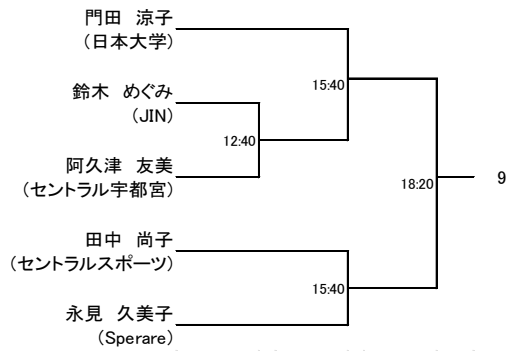 門田　涼子
(日本大学)
15:40
鈴木　めぐみ
(JIN)
12:40
阿久津　友美
(セントラル宇都宮)
18:20
9
田中　尚子
(セントラルスポーツ)
15:40
永見　久美子
(Sperare)